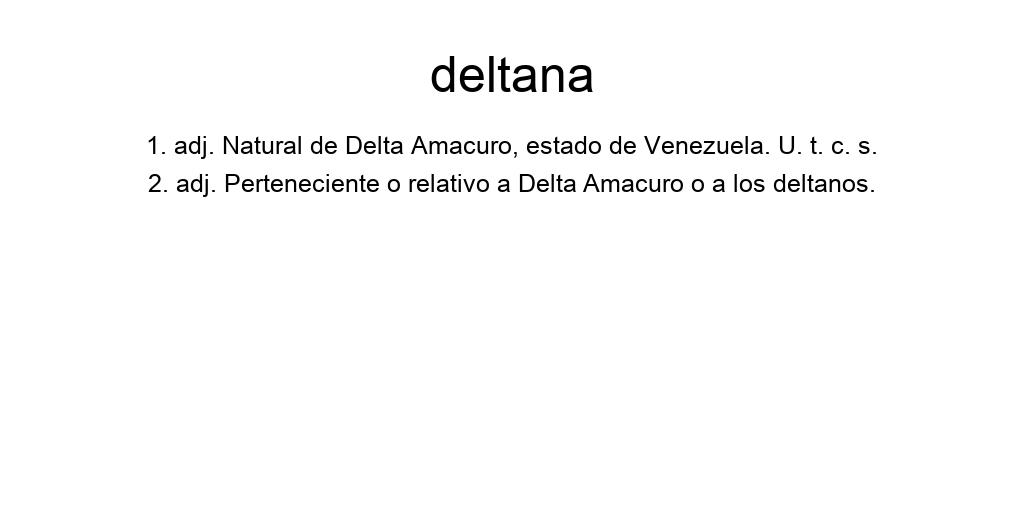 deltana
1. adj. Natural de Delta Amacuro, estado de Venezuela. U. t. c. s.
2. adj. Perteneciente o relativo a Delta Amacuro o a los deltanos.